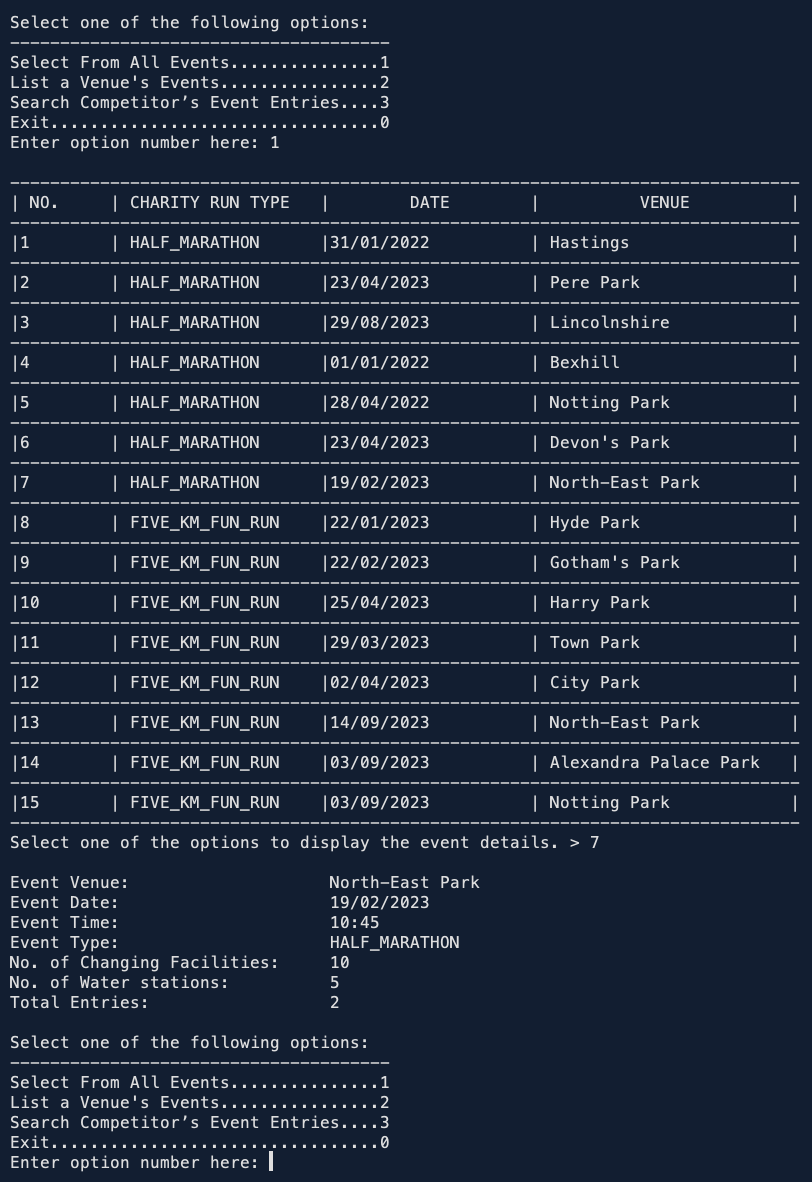 Select one of the following options:
--------------------------------------
Select From All Events...............1
List a Venue's Events................2
Search Competitor’s Event Entries....3
Exit.................................0
Enter option number here: 1
-------------------------------------------------------------------------------
| NO.     | CHARITY RUN TYPE   |        DATE        |          VENUE          |
-------------------------------------------------------------------------------
|1        | HALF_MARATHON      |31/01/2022          | Hastings                |
-------------------------------------------------------------------------------
|2        | HALF_MARATHON      |23/04/2023          | Pere Park               |
-------------------------------------------------------------------------------
|3        | HALF_MARATHON      |29/08/2023          | Lincolnshire            |
-------------------------------------------------------------------------------
|4        | HALF_MARATHON      |01/01/2022          | Bexhill                 |
-------------------------------------------------------------------------------
|5        | HALF_MARATHON      |28/04/2022          | Notting Park            |
-------------------------------------------------------------------------------
|6        | HALF_MARATHON      |23/04/2023          | Devon's Park            |
-------------------------------------------------------------------------------
|7        | HALF_MARATHON      |19/02/2023          | North-East Park         |
-------------------------------------------------------------------------------
|8        | FIVE_KM_FUN_RUN    |22/01/2023          | Hyde Park               |
-------------------------------------------------------------------------------
|9        | FIVE_KM_FUN_RUN    |22/02/2023          | Gotham's Park           |
-------------------------------------------------------------------------------
|10       | FIVE_KM_FUN_RUN    |25/04/2023          | Harry Park              |
-------------------------------------------------------------------------------
|11       | FIVE_KM_FUN_RUN    |29/03/2023          | Town Park               |
-------------------------------------------------------------------------------
|12       | FIVE_KM_FUN_RUN    |02/04/2023          | City Park               |
-------------------------------------------------------------------------------
|13       | FIVE_KM_FUN_RUN    |14/09/2023          | North-East Park         |
-------------------------------------------------------------------------------
|14       | FIVE_KM_FUN_RUN    |03/09/2023          | Alexandra Palace Park   |
-------------------------------------------------------------------------------
|15       | FIVE_KM_FUN_RUN    |03/09/2023          | Notting Park            |
-------------------------------------------------------------------------------
Select one of the options to display the event details. > 7
Event Venue:                    North-East Park
Event Date:                     19/02/2023
Event Time:                     10:45
Event Type:                     HALF_MARATHON
No. of Changing Facilities:     10
No. of Water stations:          5
Total Entries:                  2
Select one of the following options:
--------------------------------------
Select From All Events...............1
List a Venue's Events................2
Search Competitor’s Event Entries....3
Exit.................................0
Enter option number here: